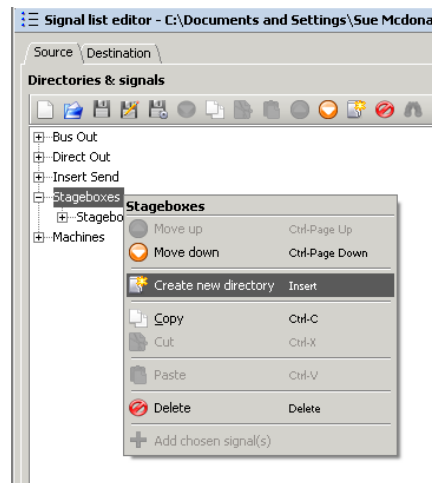 Signal list editor - C:\Documents and Settings\Sue Mcdona
Source Destination
Directories & signals
Bus Out
Direct Out
Insert Send
Stageboxes
Stagebo
Machines
Stageboxes
Move up Ctrl-Page Up
Move down Ctrl-Page Down
Create new directory Insert
Copy Ctrl-C
Cut Ctrl-X
Paste Ctrl-V
Delete Delete
Add chosen signal(s)